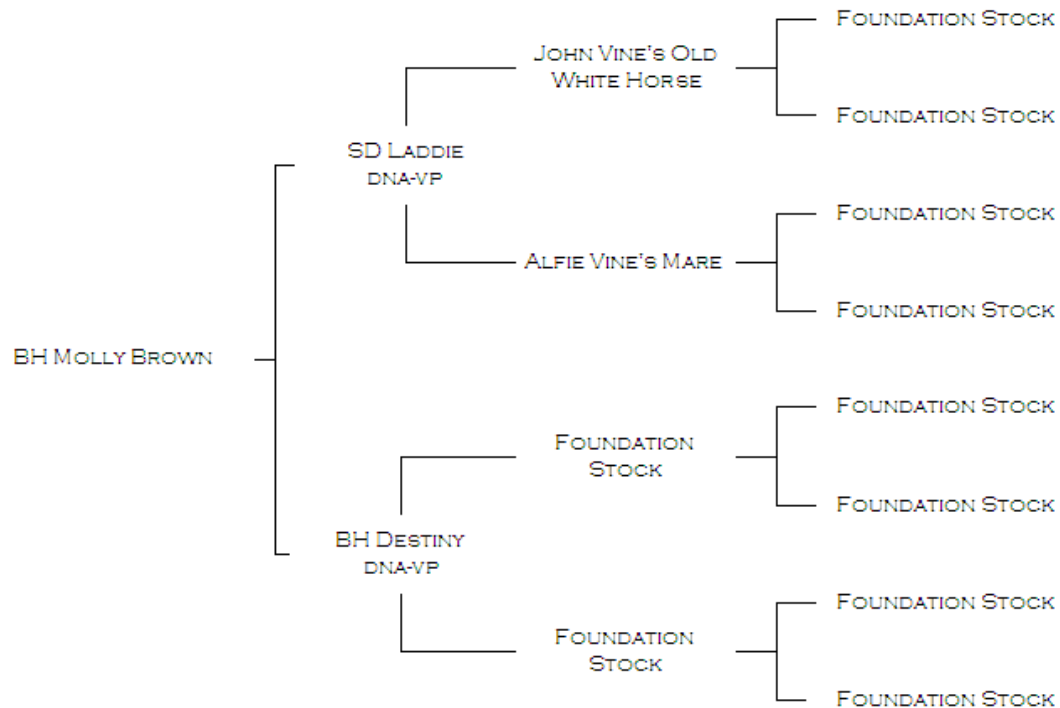 Foundation Stock
John Vine's Old
White Horse
Foundation Stock
SD Laddie
DNA-VP
Foundation Stock
Alfie Vine's Mare
Foundation Stock
BH Molly Brown
Foundation Stock
Foundation
Stock
Foundation Stock
BH Destiny
DNA-VP
Foundation Stock
Foundation
Stock
Foundation Stock